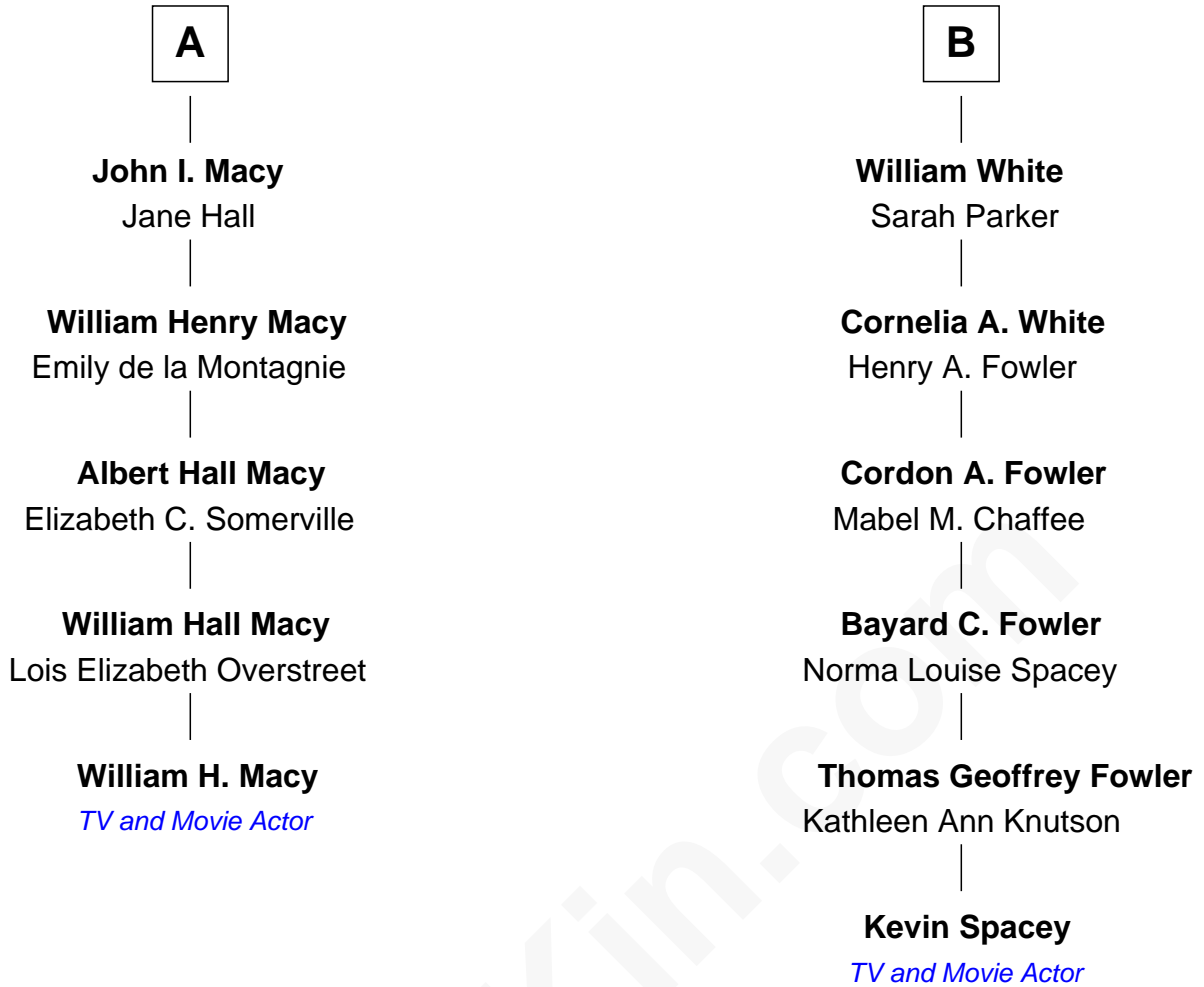 A
John I. Macy
Jane Hall
William Henry Macy
Emily de la Montagnie
Albert Hall Macy
Elizabeth C. Somerville
William Hall Macy
Lois Elizabeth Overstreet
William H. Macy
TV and Movie Actor
B
William White
Sarah Parker
Cornelia A. White
Henry A. Fowler
Cordon A. Fowler
Mabel M. Chaffee
Bayard C. Fowler
Norma Louise Spacey
Thomas Geoffrey Fowler
Kathleen Ann Knutson
Kevin Spacey
TV and Movie Actor
Kin.com